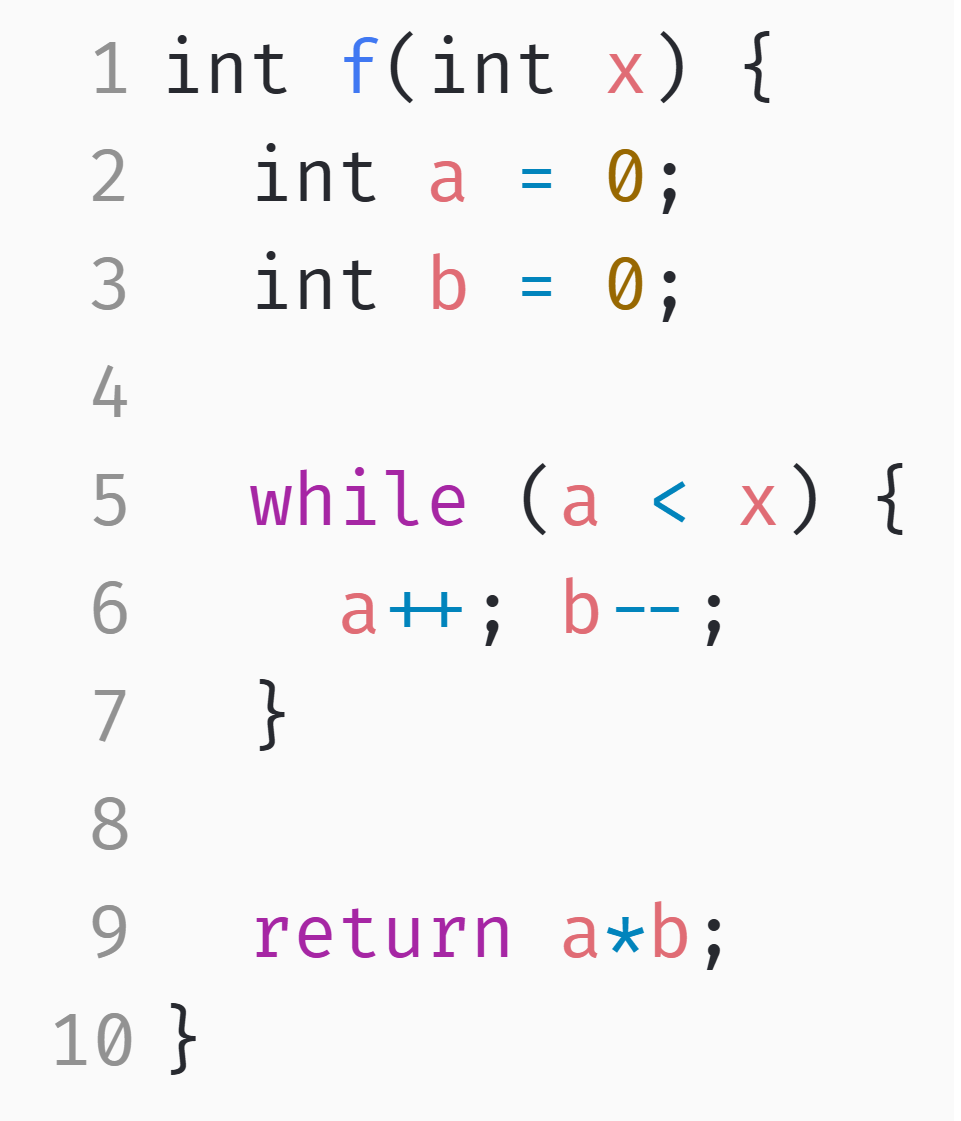 1 int f(int x) {
2   int a = 0;
3   int b = 0;
4
5   while (a < x) {
6     a++; b--;
7   }
8
9   return a*b;
10 }